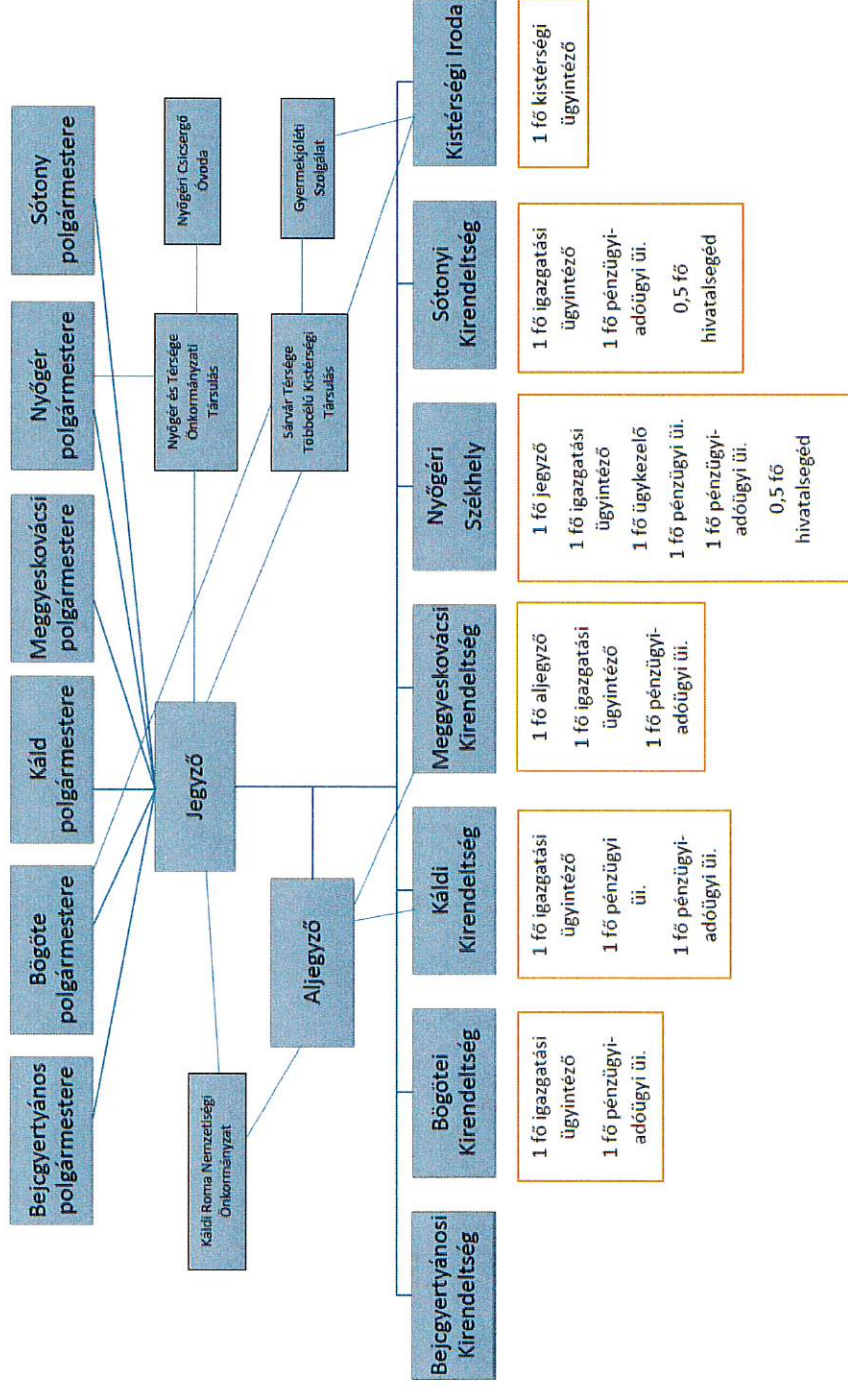 Bejcgyertyános
polgármestere
Bögöte
polgármestere
Káld
polgármestere
Meggyeskovácsi
polgármestere
Nyőgér
polgármestere
Sótony
polgármestere
Káldi Roma Nemzetiségi
Önkormányzat
Jegyző
Nyőgér és Térsége
Önkormányzati
Társulás
Nyőgéri Csicsergő
Óvoda
Aljegyző
Sárvár Térsége
Többcélú Kistérségi
Társulás
Gyermekjóléti
Szolgálat
Bejcgyertyánosi
Kirendeltség
Bögötei
Kirendeltség
Káldi
Kirendeltség
Meggyeskovácsi
Kirendeltség
Nyőgéri
Székhely
Sótonyi
Kirendeltség
Kistérségi Iroda
1 fő igazgatási
ügyintéző
1 fő pénzügyi-
adóügyi üi.
1 fő igazgatási
ügyintéző
1 fő pénzügyi
üi.
1 fő pénzügyi-
adóügyi üi.
1 fő aljegyző
1 fő igazgatási
ügyintéző
1 fő pénzügyi-
adóügyi üi.
1 fő jegyző
1 fő igazgatási
ügyintéző
1 fő ügykezelő
1 fő pénzügyi üi.
1 fő pénzügyi-
adóügyi üi.
0,5 fő
hivatalsegéd
1 fő igazgatási
ügyintéző
1 fő pénzügyi-
adóügyi üi.
0,5 fő
hivatalsegéd
1 fő kistérségi
ügyintéző